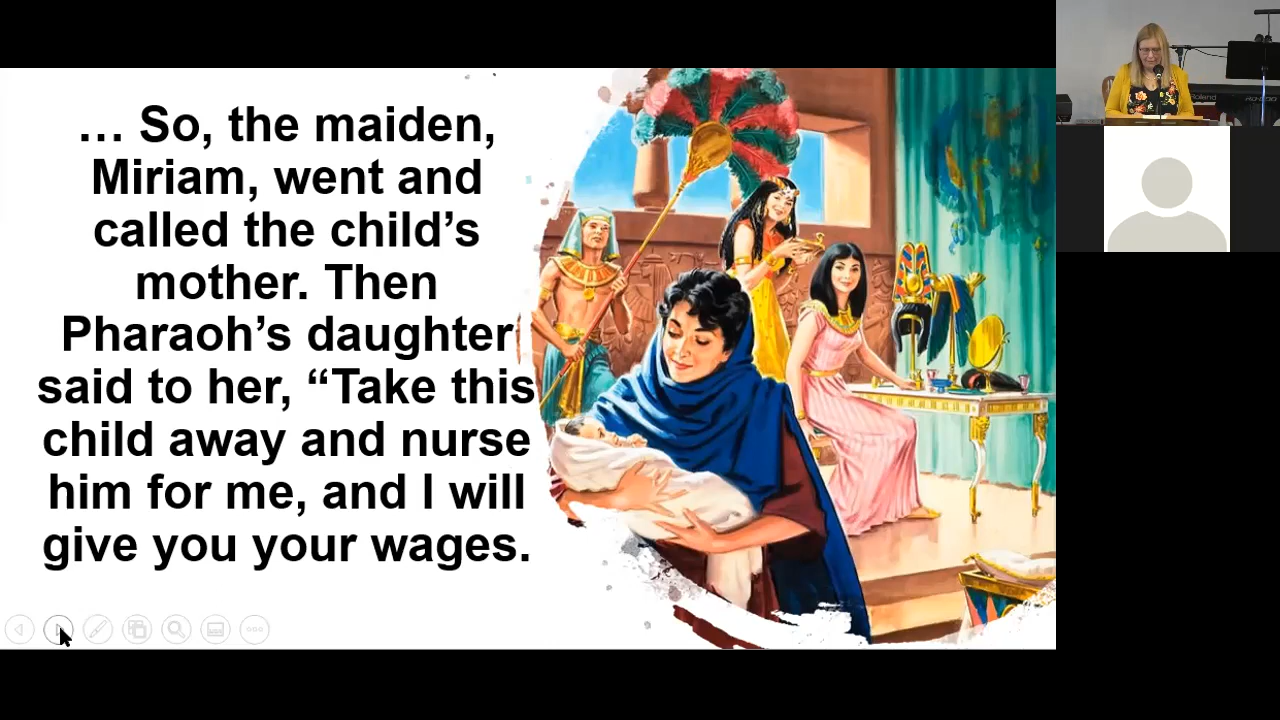 … So, the maiden,
Miriam, went and
called the child’s
mother. Then
Pharaoh’s daughter
said to her, “Take this
child away and nurse
him for me, and I will
give you your wages.
Roland